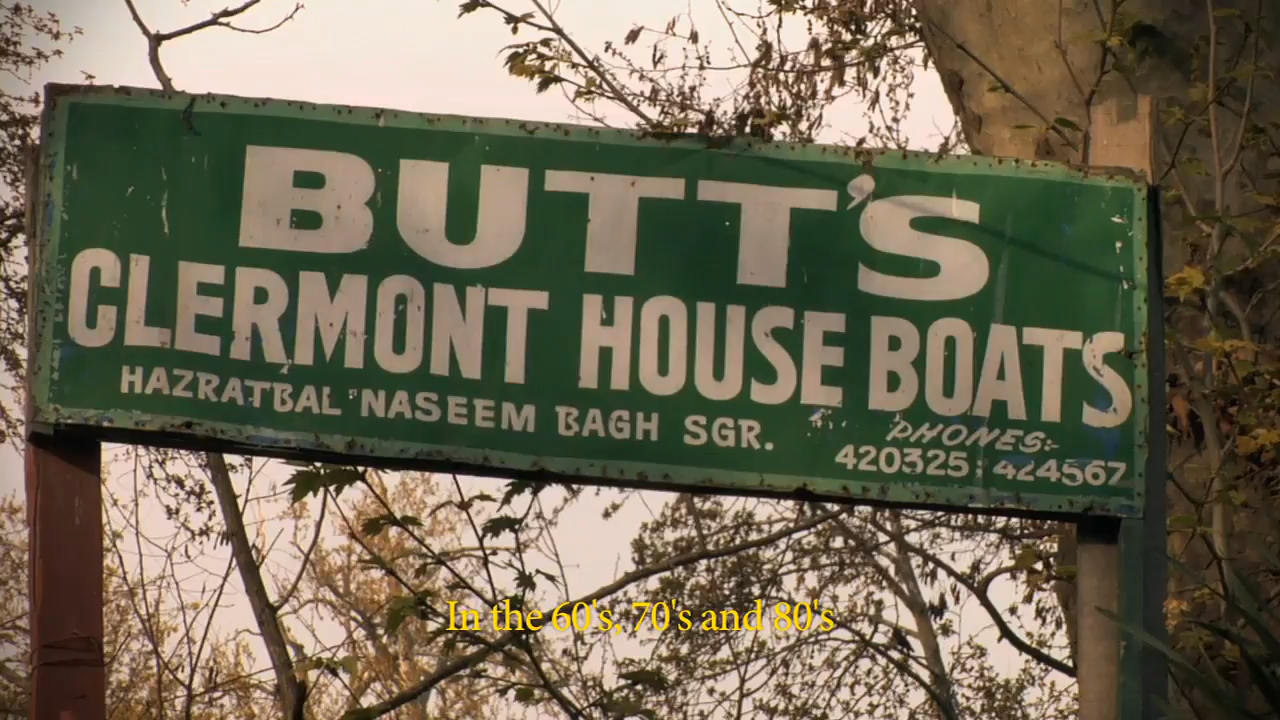 BUTT'S
CLERMONT HOUSE BOATS
HAZRATBAL NASEEM BAGH SGR.
PHONES:-
420325: 424567
In the 60's, 70's and 80's